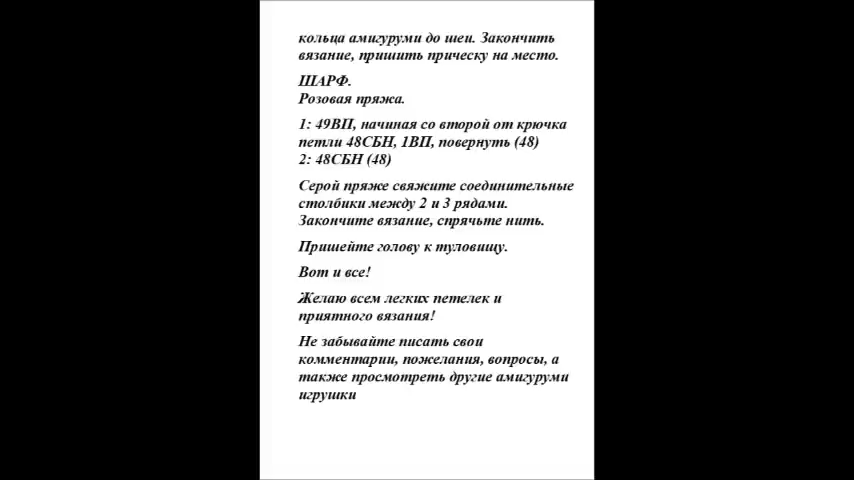 кольца амигуруми до шеи. Закончить
вязание, пришить прическу на место.
ШАРФ.
Розовая пряжа.
1: 49ВП, начиная со второй от крючка
петли 48СБН, 1ВП, повернуть (48)
2: 48СБН (48)
Серой пряже свяжите соединительные
столбики между 2 и 3 рядами.
Закончите вязание, спрячьте нить.
Пришейте голову к туловищу.
Вот и все!
Желаю всем легких петелек и
приятного вязания!
Не забывайте писать свои
комментарии, пожелания, вопросы, а
также просмотреть другие амигуруми
игрушки